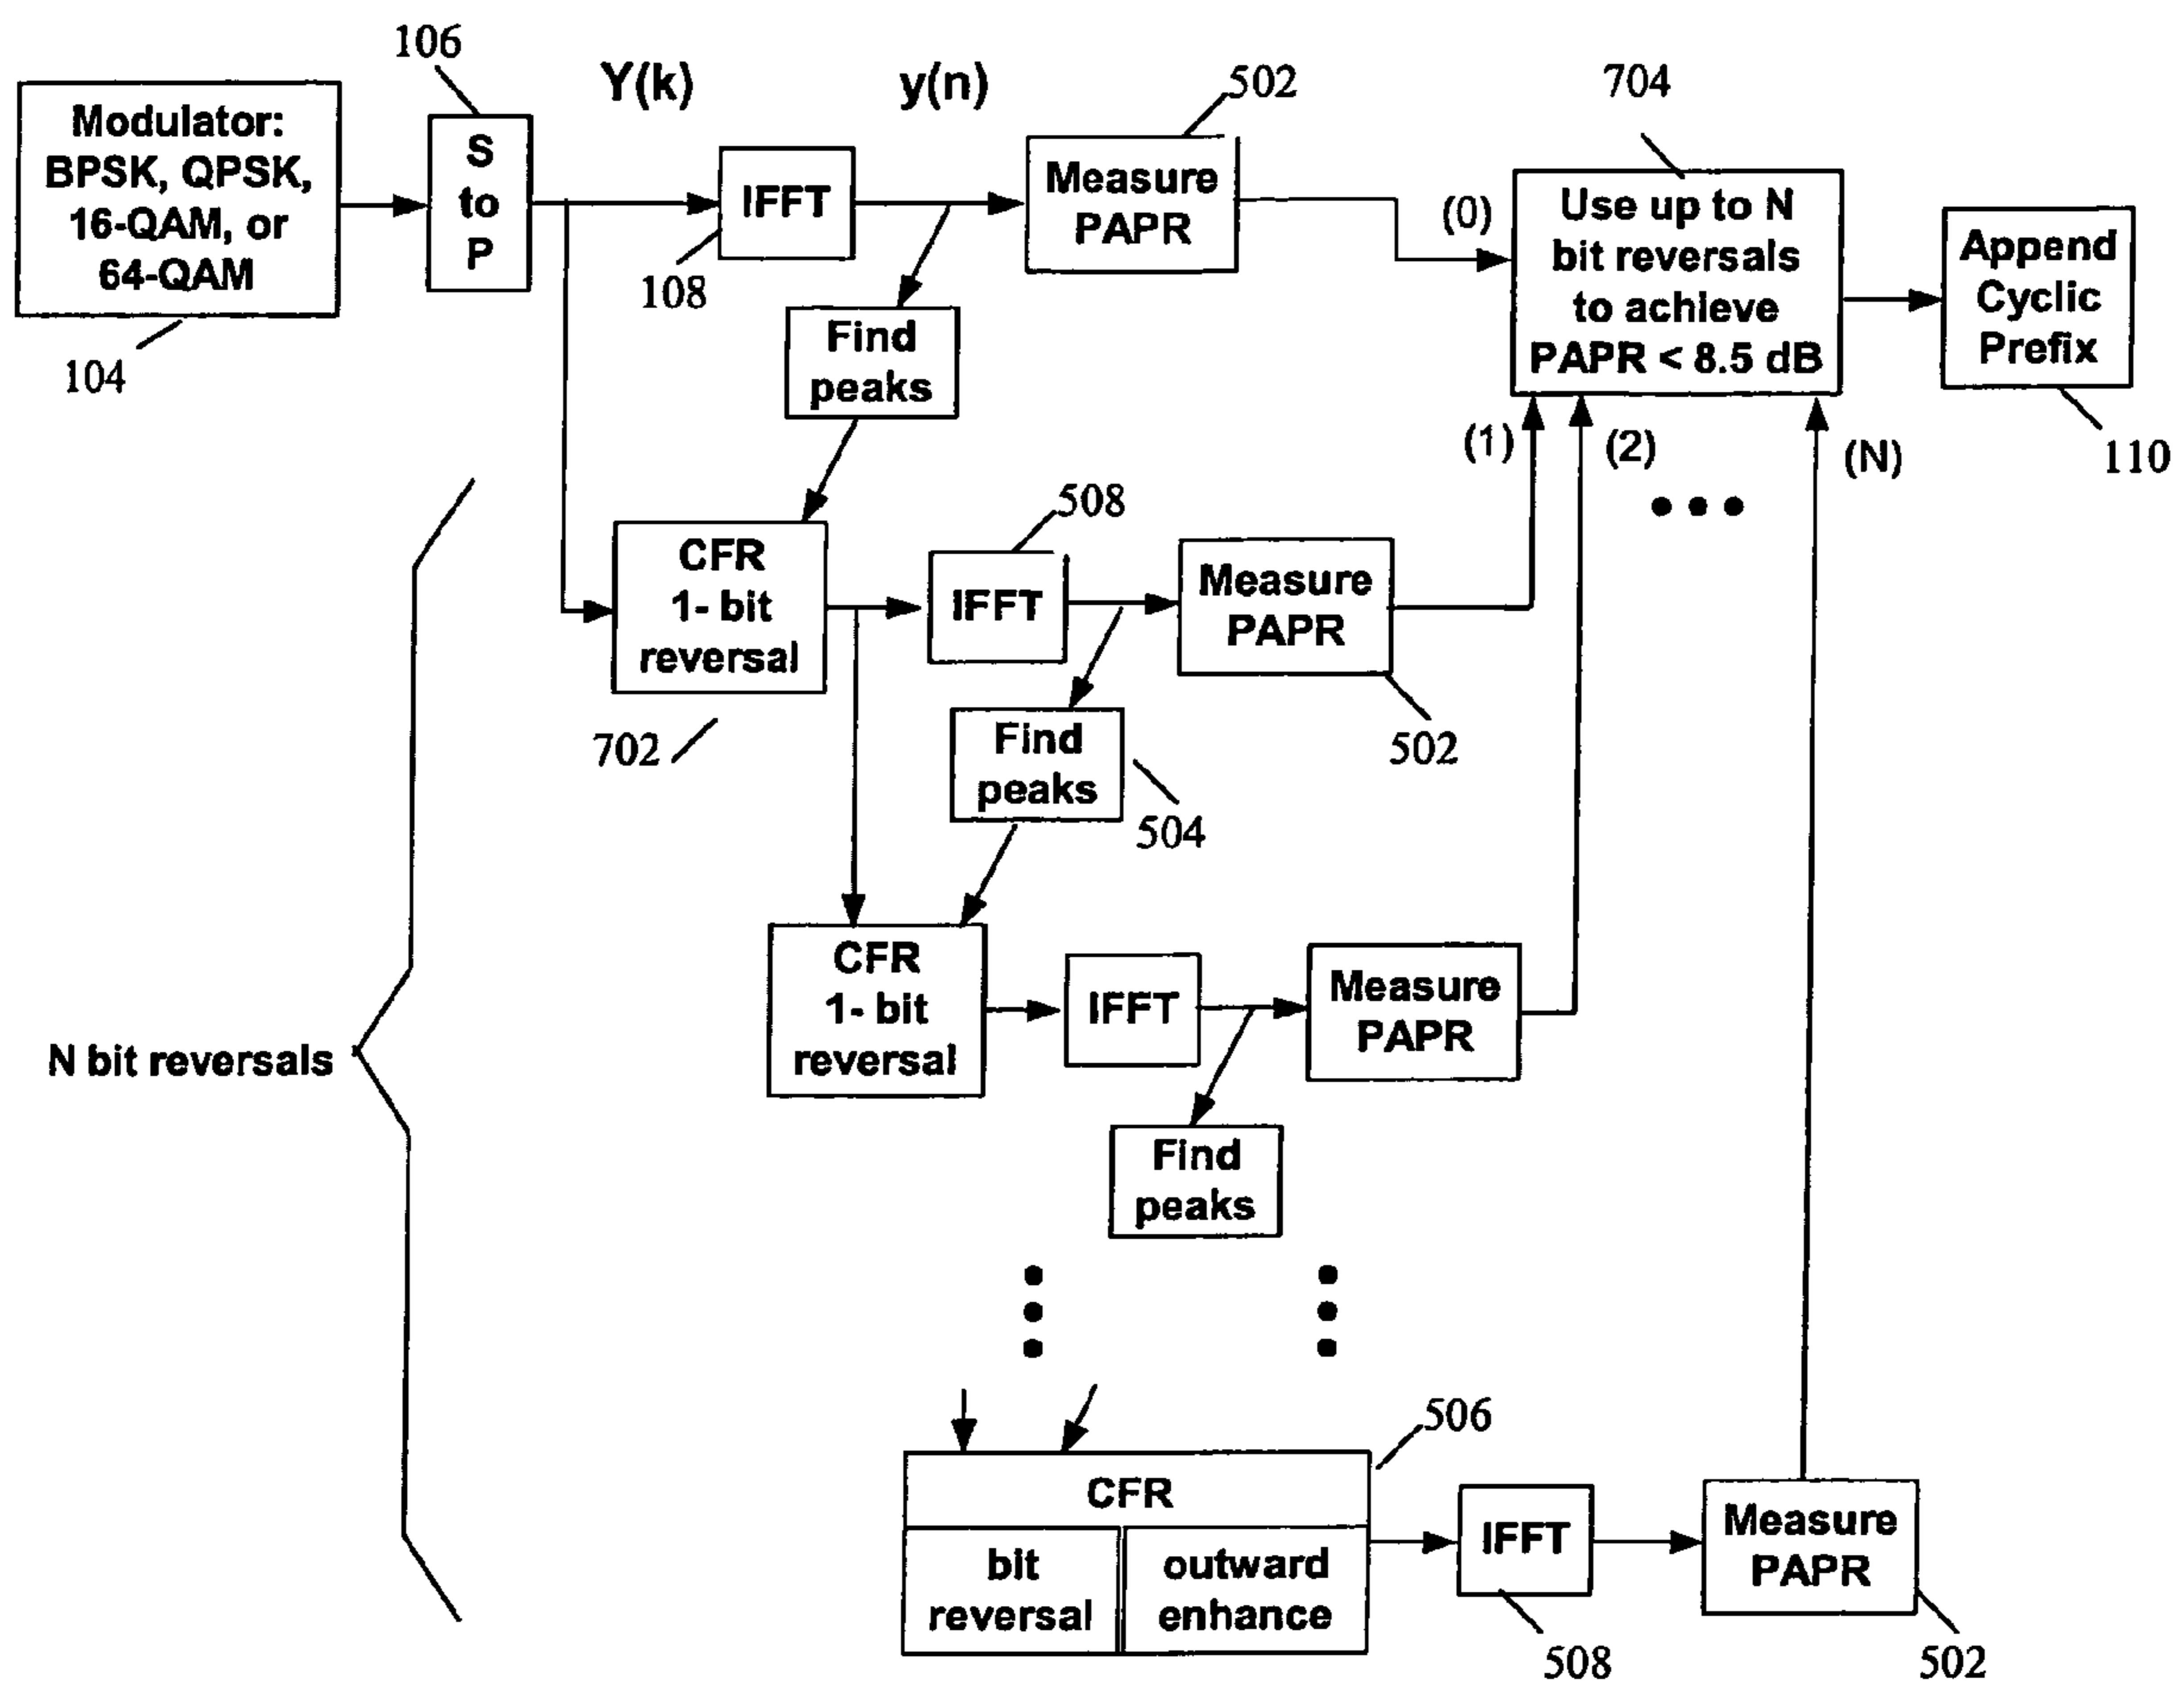 106
Y(k)
y(n)
502
704
Modulator:
BPSK, QPSK,
16-QAM, or
64-QAM
104
S
to
P
IFFT
108
Measure
PAPR
(0)
Use up to N
bit reversals
to achieve
PAPR < 8.5 dB
Append
Cyclic
Prefix
110
Find
peaks
(1)
(2)
(N)
CFR
1- bit
reversal
702
508
IFFT
Measure
PAPR
502
Find
peaks
504
CFR
1- bit
reversal
IFFT
Measure
PAPR
N bit reversals
Find
peaks
506
CFR
bit
reversal
outward
enhance
IFFT
508
Measure
PAPR
502